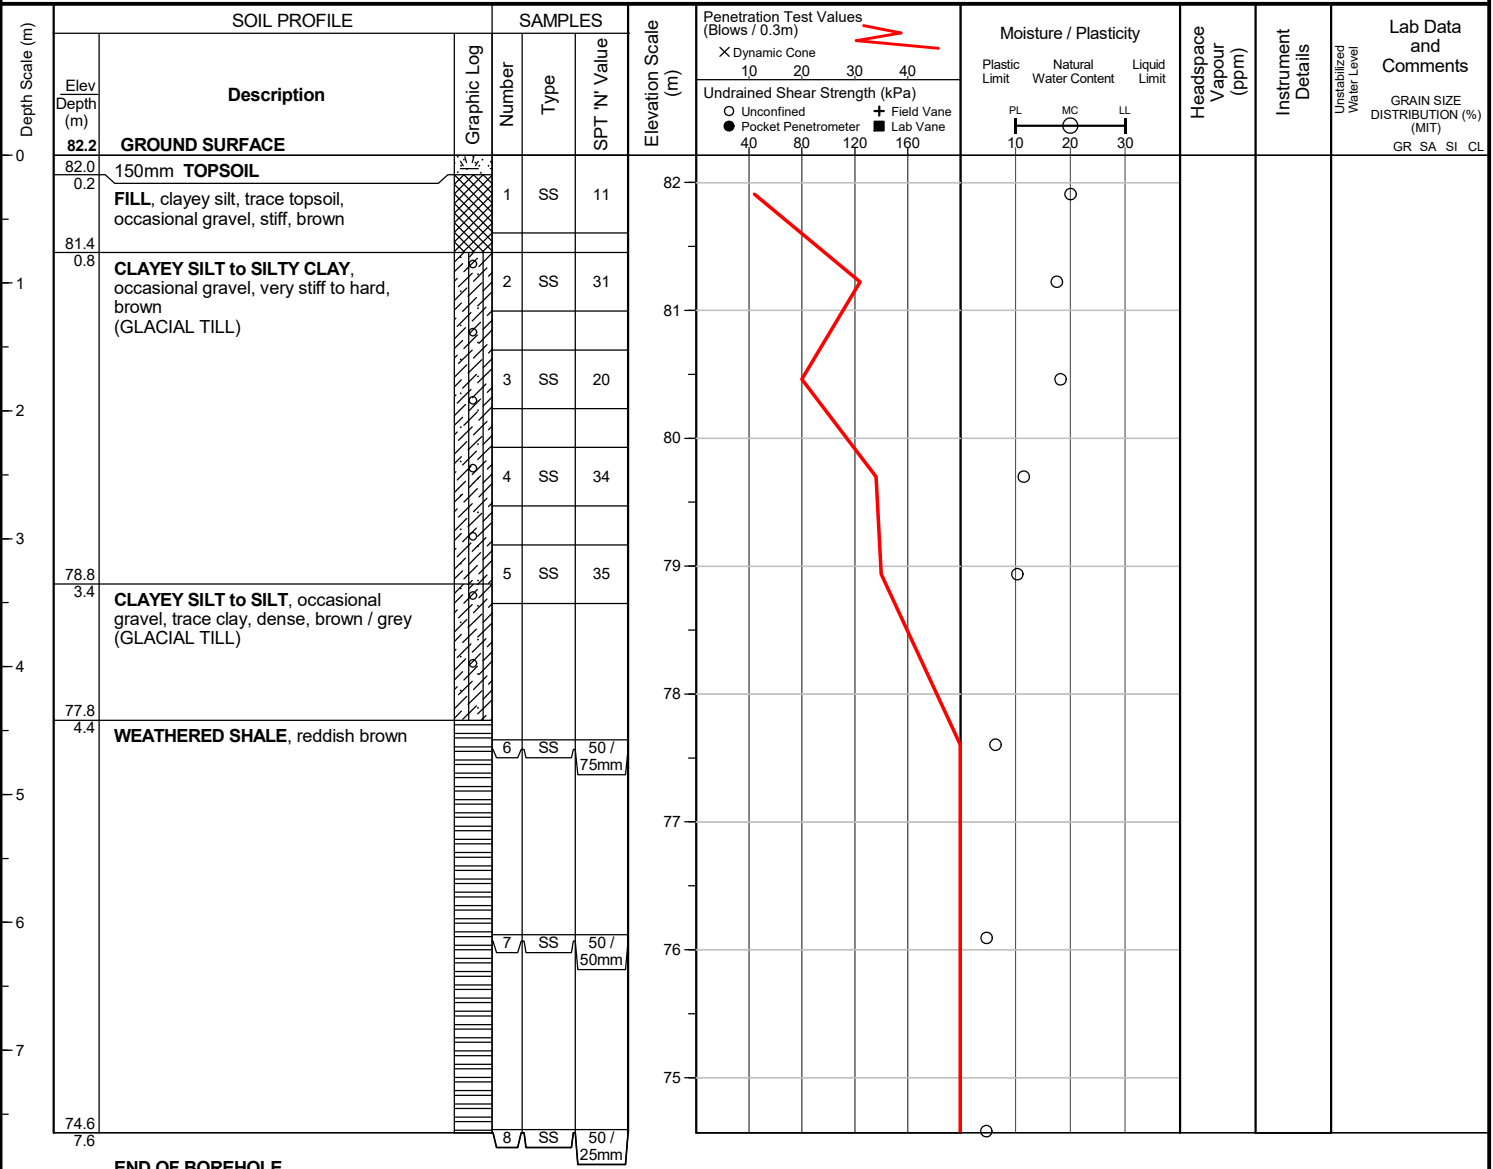 Depth Scale (m)
SOIL PROFILE
Elev
Depth
(m)
Description
82.2 GROUND SURFACE
Graphic Log
SAMPLES
Number
Type
SPT 'N' Value
Elevation Scale
(m)
Penetration Test Values
(Blows / 0.3m)
× Dynamic Cone
10 20 30 40
Undrained Shear Strength (kPa)
Unconfined + Field Vane
Pocket Penetrometer Lab Vane
40 80 120 160
Moisture / Plasticity
Plastic Natural Liquid
Limit Water Content Limit
PL MC LL
10 20 30
Headspace
Vapour
(ppm)
Instrument
Details
Unstabilized
Water Level
Lab Data
and
Comments
GRAIN SIZE
DISTRIBUTION (%)
(MIT)
GR SA SI CL
0
1
2
3
4
5
6
7
82.0 150mm TOPSOIL
0.2
FILL, clayey silt, trace topsoil,
occasional gravel, stiff, brown
81.4
0.8
CLAYEY SILT to SILTY CLAY,
occasional gravel, very stiff to hard,
brown
(GLACIAL TILL)
78.8
3.4
CLAYEY SILT to SILT, occasional
gravel, trace clay, dense, brown / grey
(GLACIAL TILL)
77.8
4.4
WEATHERED SHALE, reddish brown
74.6
7.6
END OF BOREHOLE
1 SS 11
2 SS 31
3 SS 20
4 SS 34
5 SS 35
6 SS 50 /
75mm
7 SS 50 /
50mm
8 SS 50 /
25mm
82
81
80
79
78
77
76
75